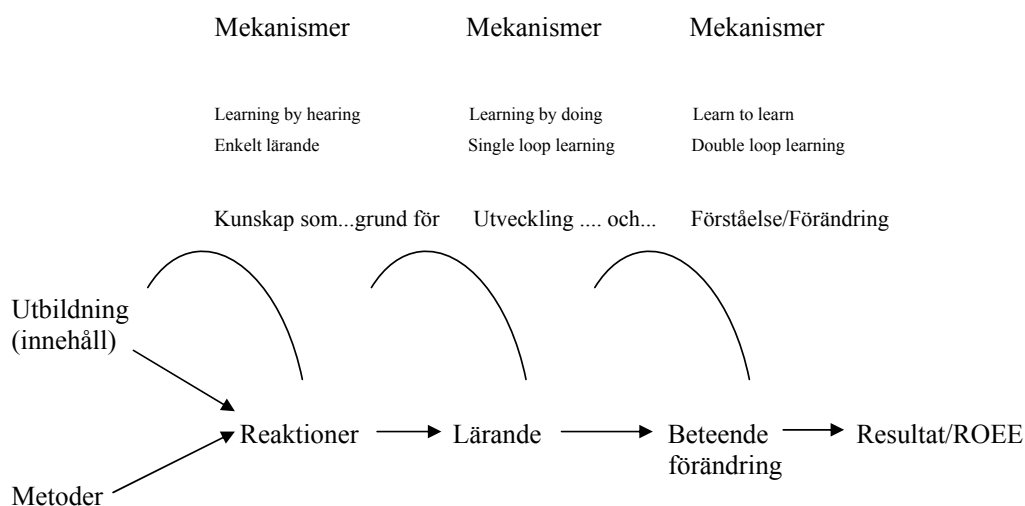 Mekanismer Mekanismer Mekanismer
Learning by hearing Learning by doing Learn to learn
Enkelt lärande Single loop learning Double loop learning
Kunskap som...grund för Utveckling .... och... Förståelse/Förändring
Utbildning
(innehåll)
Reaktioner Lärande Beteende Resultat/ROEE
förändring
Metoder